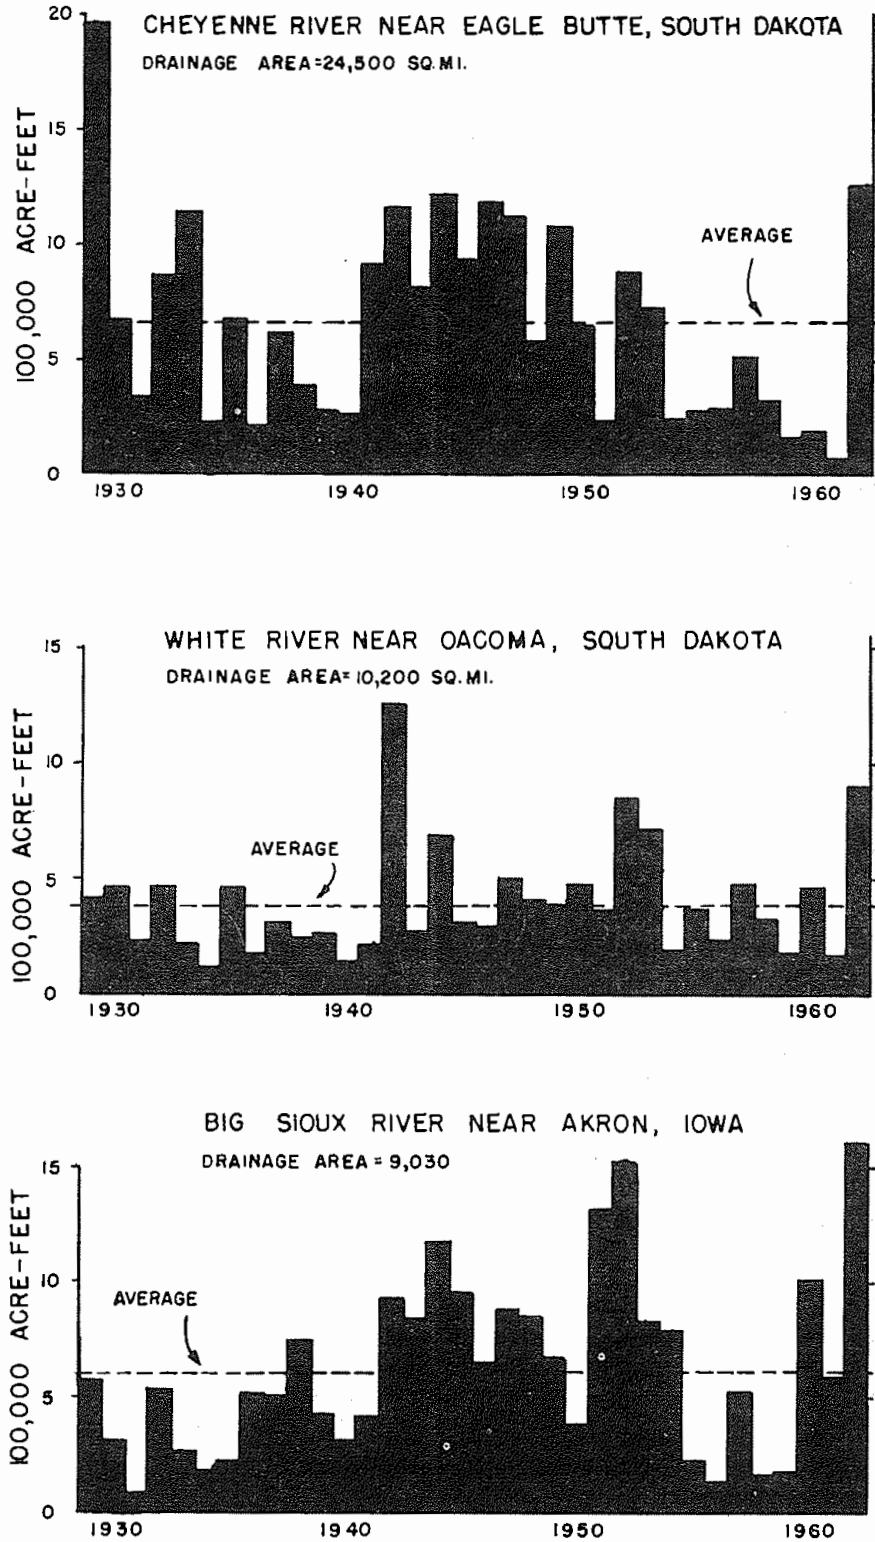 20
CHEYENNE RIVER NEAR EAGLE BUTTE, SOUTH DAKOTA
DRAINAGE AREA=24,500 SQ.MI.
15
100,000 ACRE-FEET
10
AVERAGE
5
0
1930 1940 1950 1960
15
WHITE RIVER NEAR OACOMA, SOUTH DAKOTA
DRAINAGE AREA=10,200 SQ.MI.
100,000 ACRE-FEET
10
AVERAGE
5
0
1930 1940 1950 1960
BIG SIOUX RIVER NEAR AKRON, IOWA
15
DRAINAGE AREA=9,030
100,000 ACRE-FEET
10
AVERAGE
5
0
1930 1940 1950 1960